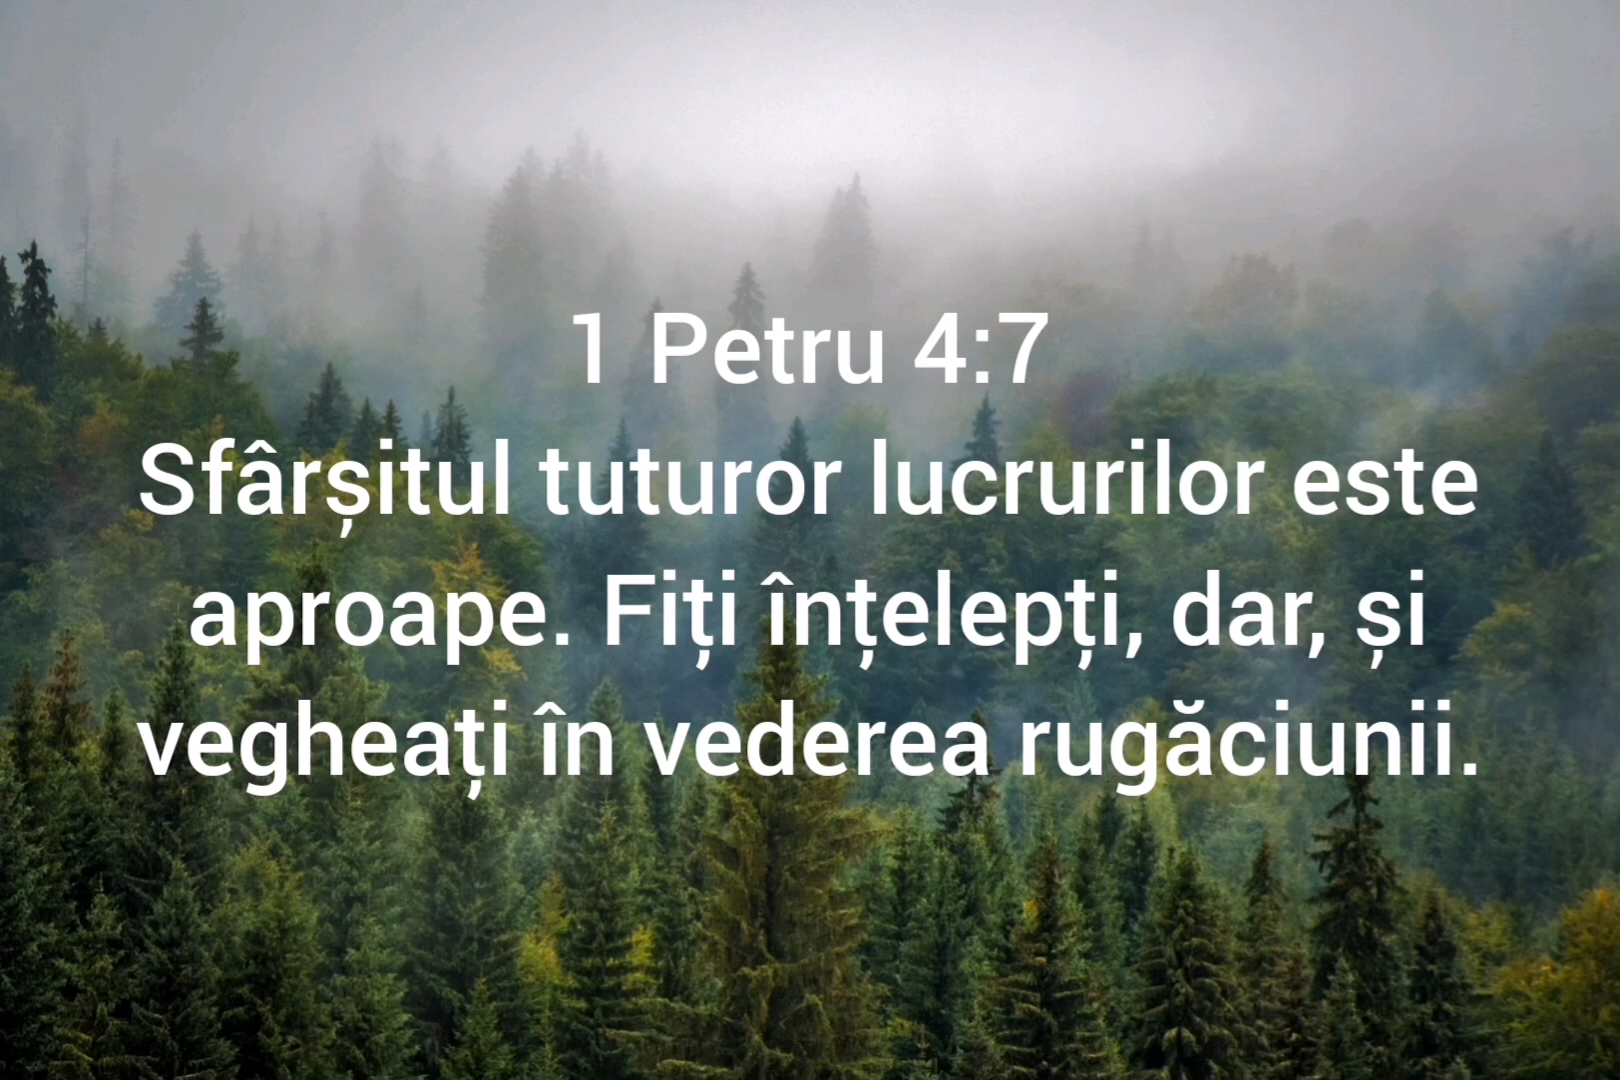 1 Petru 4:7
Sfârșitul tuturor lucrurilor este
aproape. Fiți înțelepți, dar, și
vegheați în vederea rugăciunii.